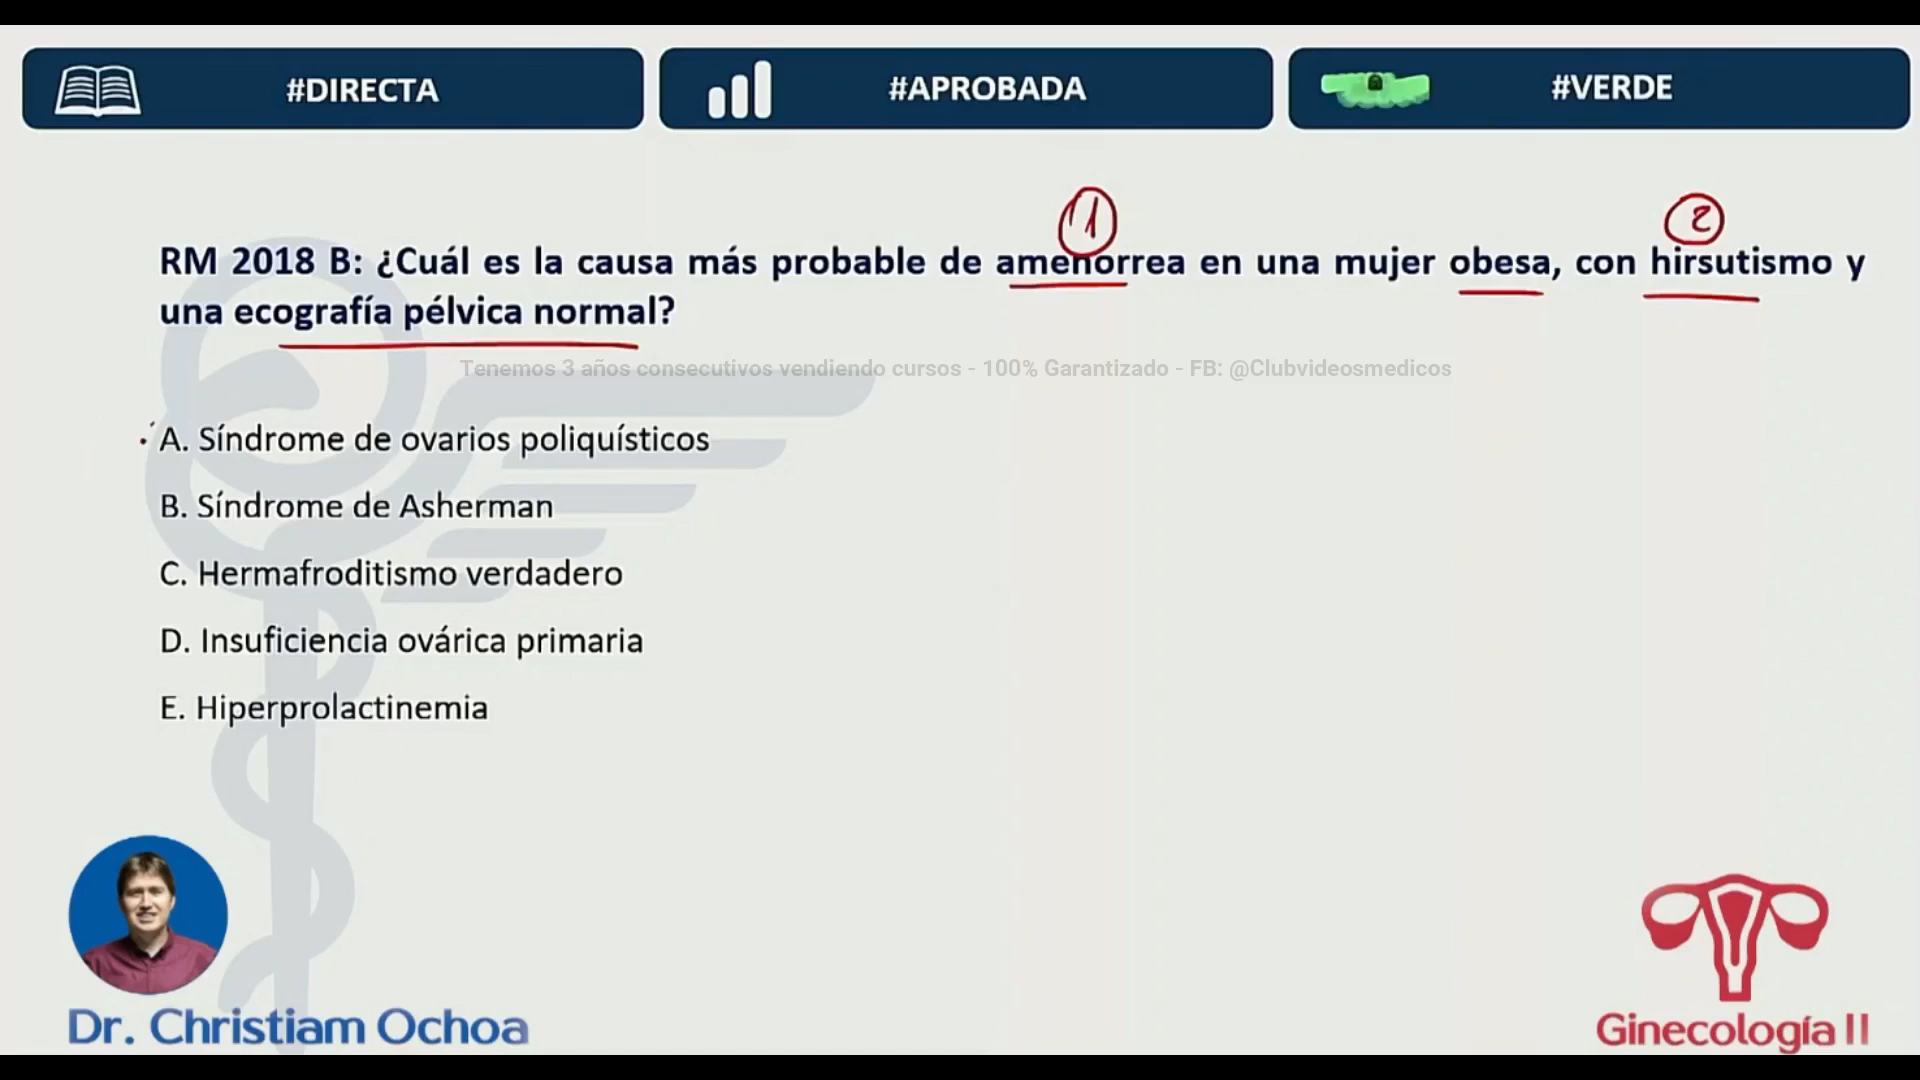 #DIRECTA
#APROBADA
#VERDE
1
2
RM 2018 B: ¿Cuál es la causa más probable de amenorrea en una mujer obesa, con hirsutismo y
una ecografía pélvica normal?
Tenemos 3 años consecutivos vendiendo cursos - 100% Garantizado - FB: @Clubvideosmedicos
A. Síndrome de ovarios poliquísticos
B. Síndrome de Asherman
C. Hermafroditismo verdadero
D. Insuficiencia ovárica primaria
E. Hiperprolactinemia
Dr. Christiam Ochoa
Ginecología II